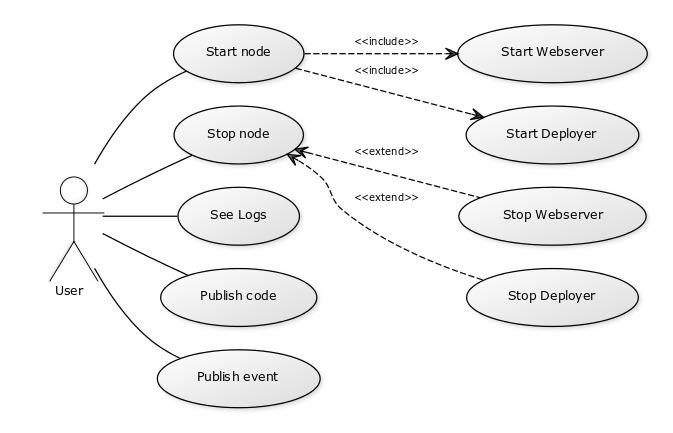 Start node
<<include>>
Start Webserver
<<include>>
Stop node
Start Deployer
<<extend>>
See Logs
<<extend>>
Stop Webserver
User
Publish code
Stop Deployer
Publish event